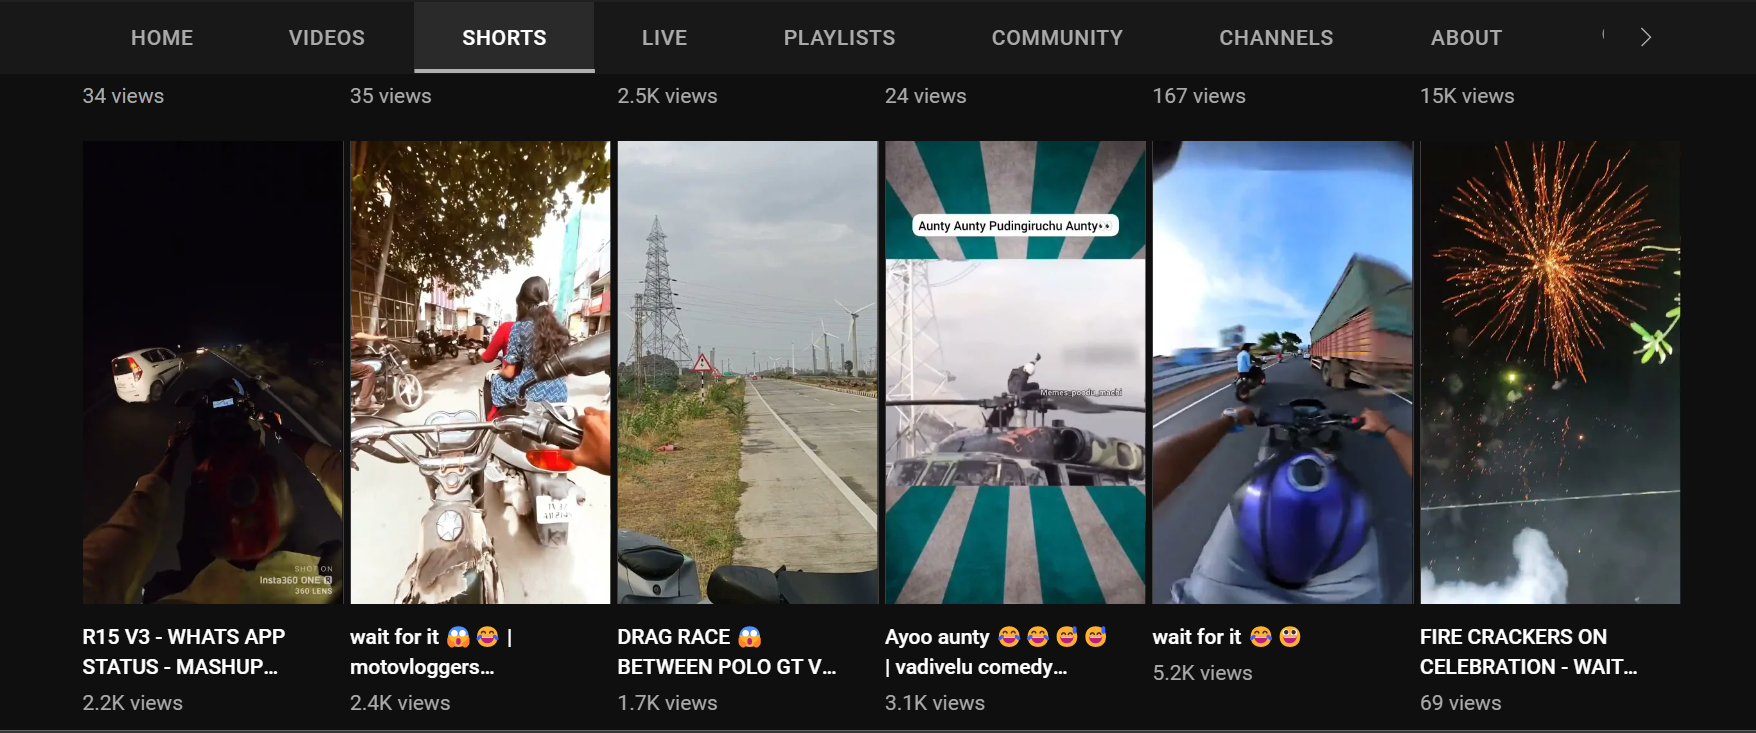 HOME VIDEOS SHORTS LIVE PLAYLISTS COMMUNITY CHANNELS ABOUT
34 views 35 views 2.5K views 24 views 167 views 15K views
Aunty Aunty Pudingiruchu Aunty👀
Memes-poodu_machi
SHOT ON
Insta360 ONE R
360 LENS
R15 V3 - WHATS APP
STATUS - MASHUP...
2.2K views
wait for it 😱 😂 |
motovloggers...
2.4K views
DRAG RACE 😱
BETWEEN POLO GT V...
1.7K views
Ayoo aunty 😂 😂 😅 😅
| vadivelu comedy...
3.1K views
wait for it 😂 🤩
5.2K views
FIRE CRACKERS ON
CELEBRATION - WAIT...
69 views